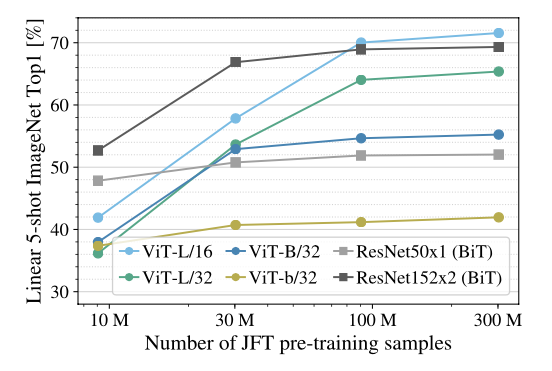 Linear 5-shot ImageNet Top1 [%]
70
60
50
40
30
ViT-L/16 ViT-B/32 ResNet50x1 (BiT)
ViT-L/32 ViT-b/32 ResNet152x2 (BiT)
10 M 30 M 100 M 300 M
Number of JFT pre-training samples